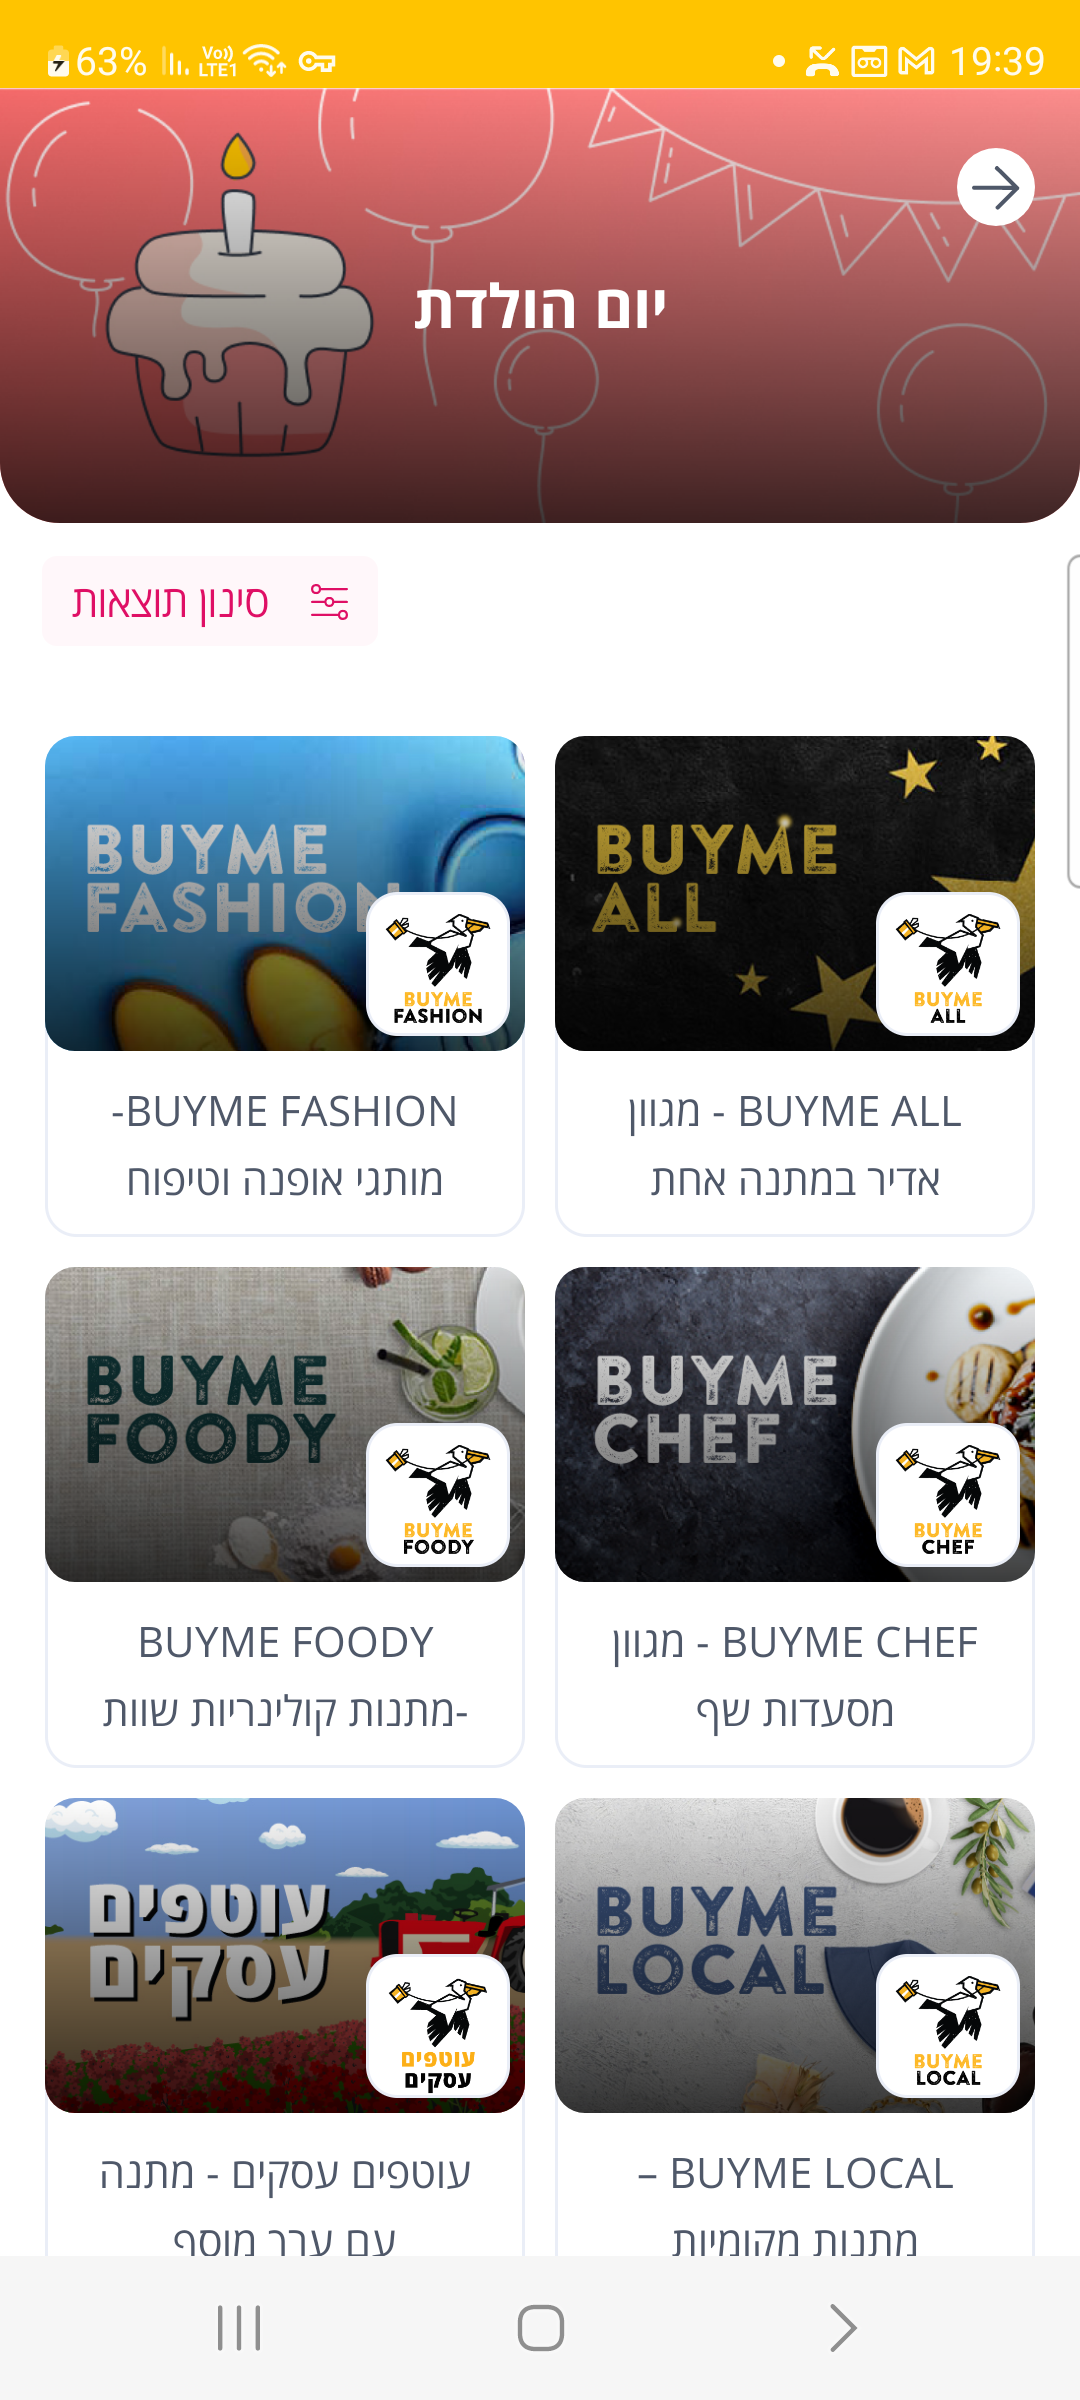 63% Vo)) LTE1 19:39
יום הולדת
סינון תוצאות
BUYME
ALL
BUYME
ALL
BUYME ALL - מגוון
אדיר במתנה אחת
BUYME
FASHION
BUYME
FASHION
BUYME FASHION-
מותגי אופנה וטיפוח
BUYME
CHEF
BUYME
CHEF
BUYME CHEF - מגוון
מסעדות שף
BUYME
FOODY
BUYME
FOODY
BUYME FOODY
-מתנות קולינריות שוות
BUYME
LOCAL
BUYME
LOCAL
BUYME LOCAL –
מתנות מקומיות
עוטפים
עסקים
עוטפים
עסקים
עוטפים עסקים - מתנה
עם ערך מוסף